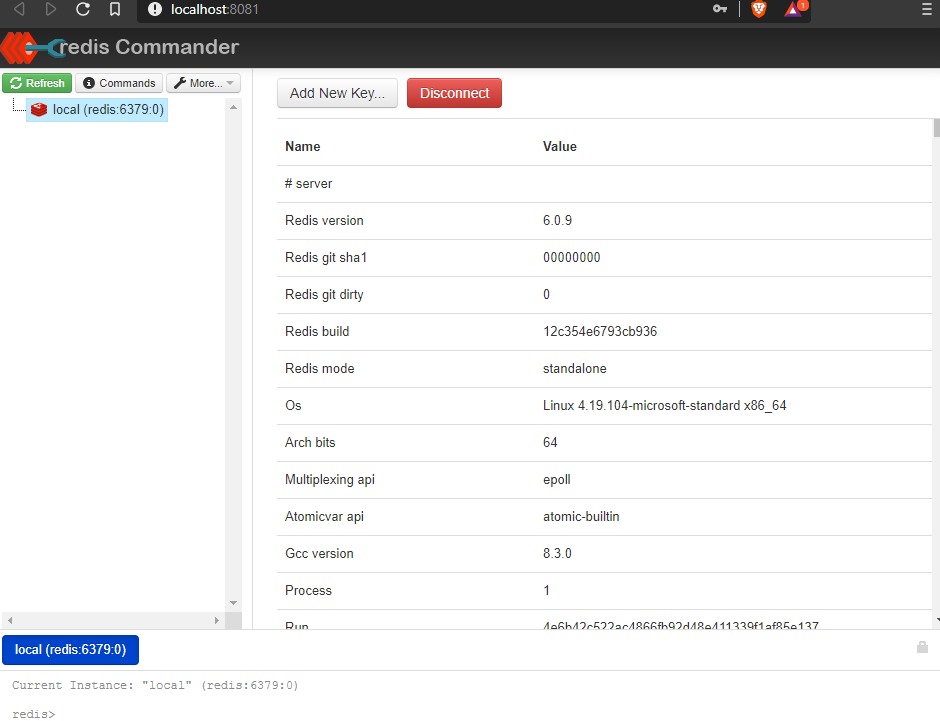 localhost:8081
1
redis Commander
Refresh
Commands
More...
local (redis:6379:0)
Add New Key...
Disconnect
Name Value
# server
Redis version 6.0.9
Redis git sha1 00000000
Redis git dirty 0
Redis build 12c354e6793cb936
Redis mode standalone
Os Linux 4.19.104-microsoft-standard x86_64
Arch bits 64
Multiplexing api epoll
Atomicvar api atomic-builtin
Gcc version 8.3.0
Process 1
Run 4e6b42c522ac4866fb92d48e411339f1af85e137
local (redis:6379:0)
Current Instance: "local" (redis:6379:0)
redis>